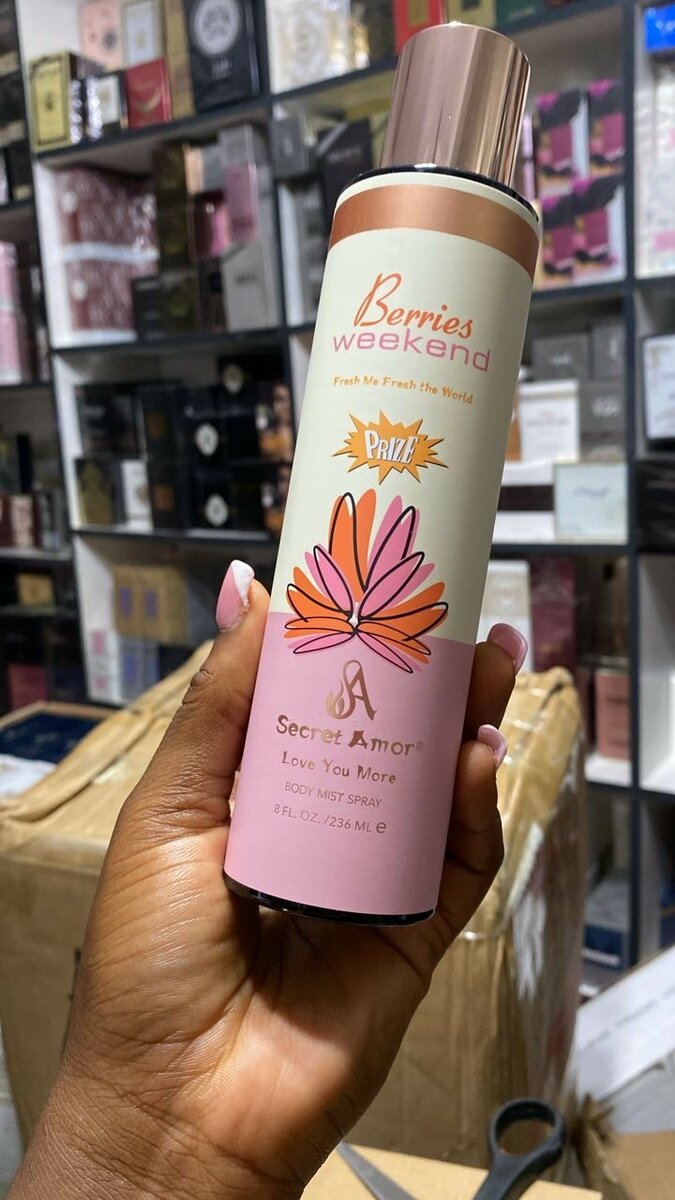 Berries
weekend
Fresh Me Fresh the World
PRIZE
SA
Secret Amor®
Love You More
BODY MIST SPRAY
8 FL. OZ. /236 ML e